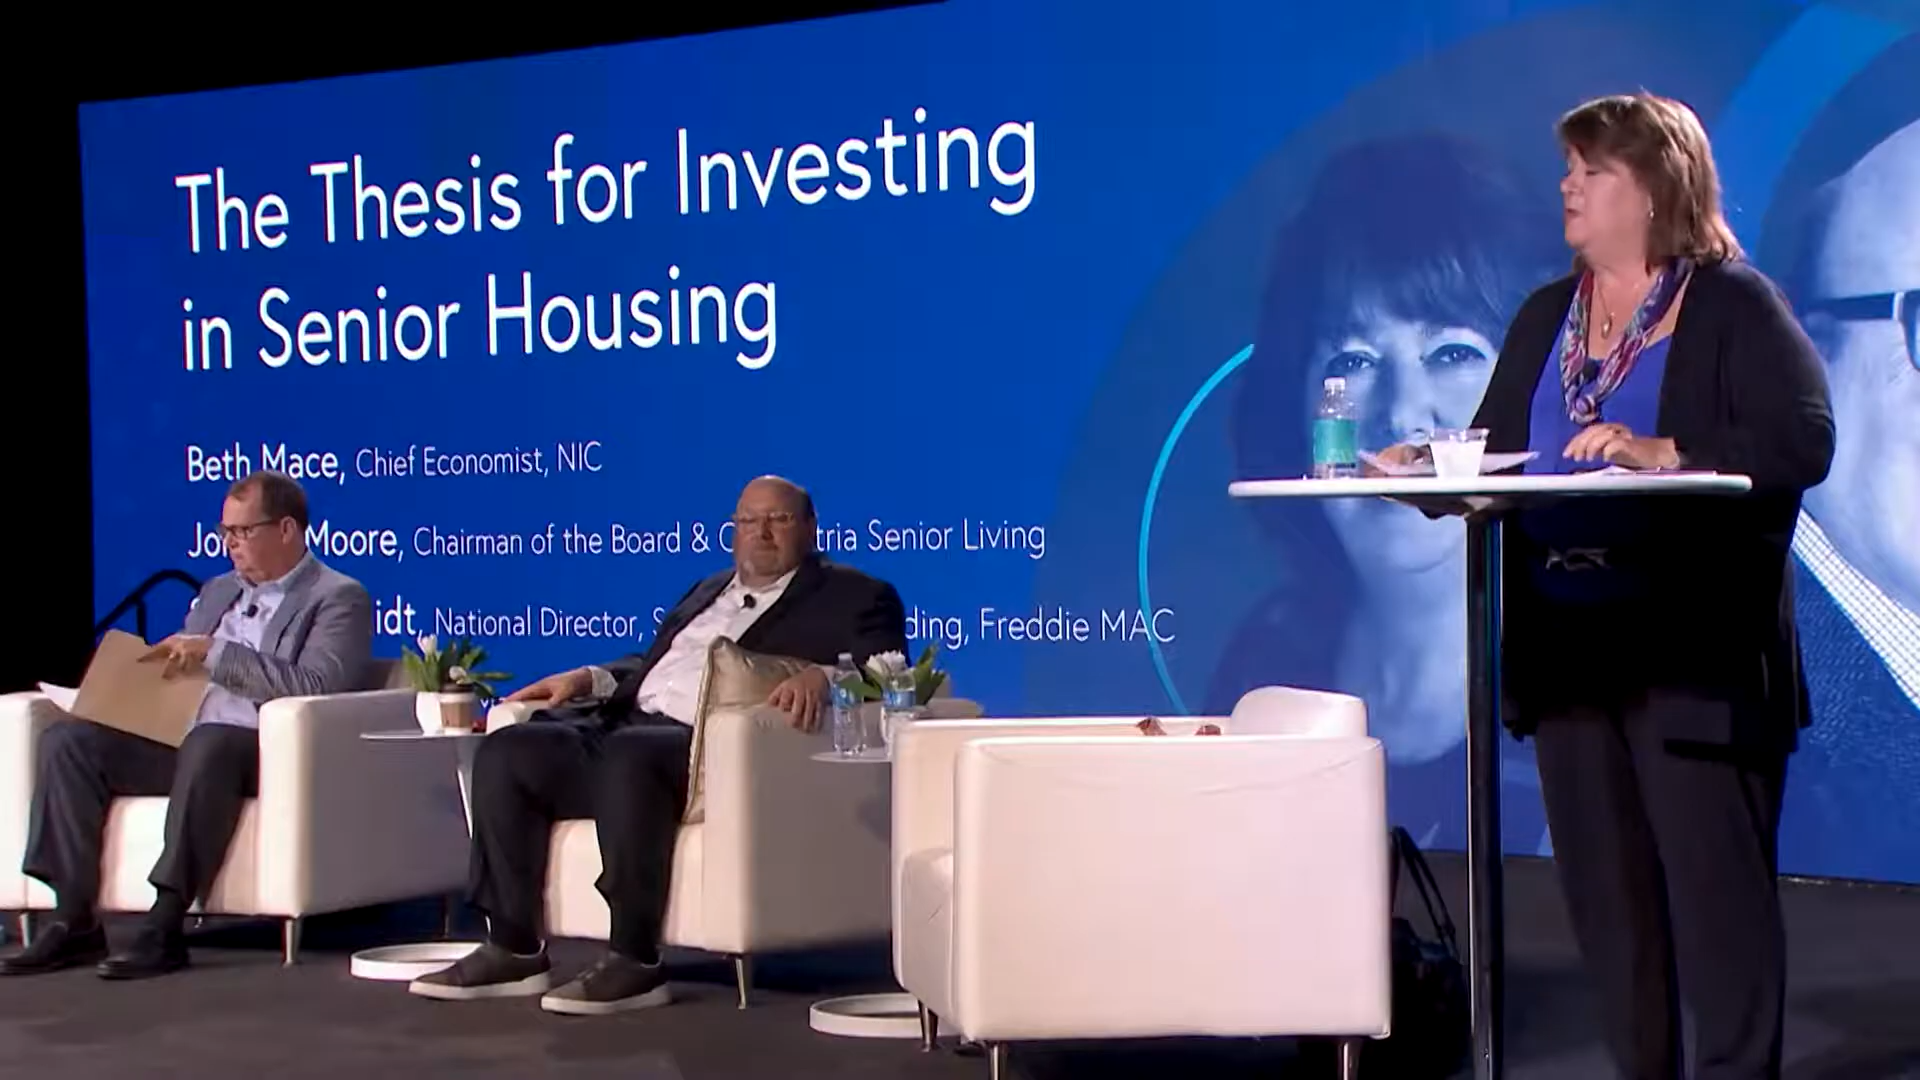 The Thesis for Investing
in Senior Housing
Beth Mace, Chief Economist, NIC
Moore, Chairman of the Board & tria Senior Living
idt, National Director, ding, Freddie MAC